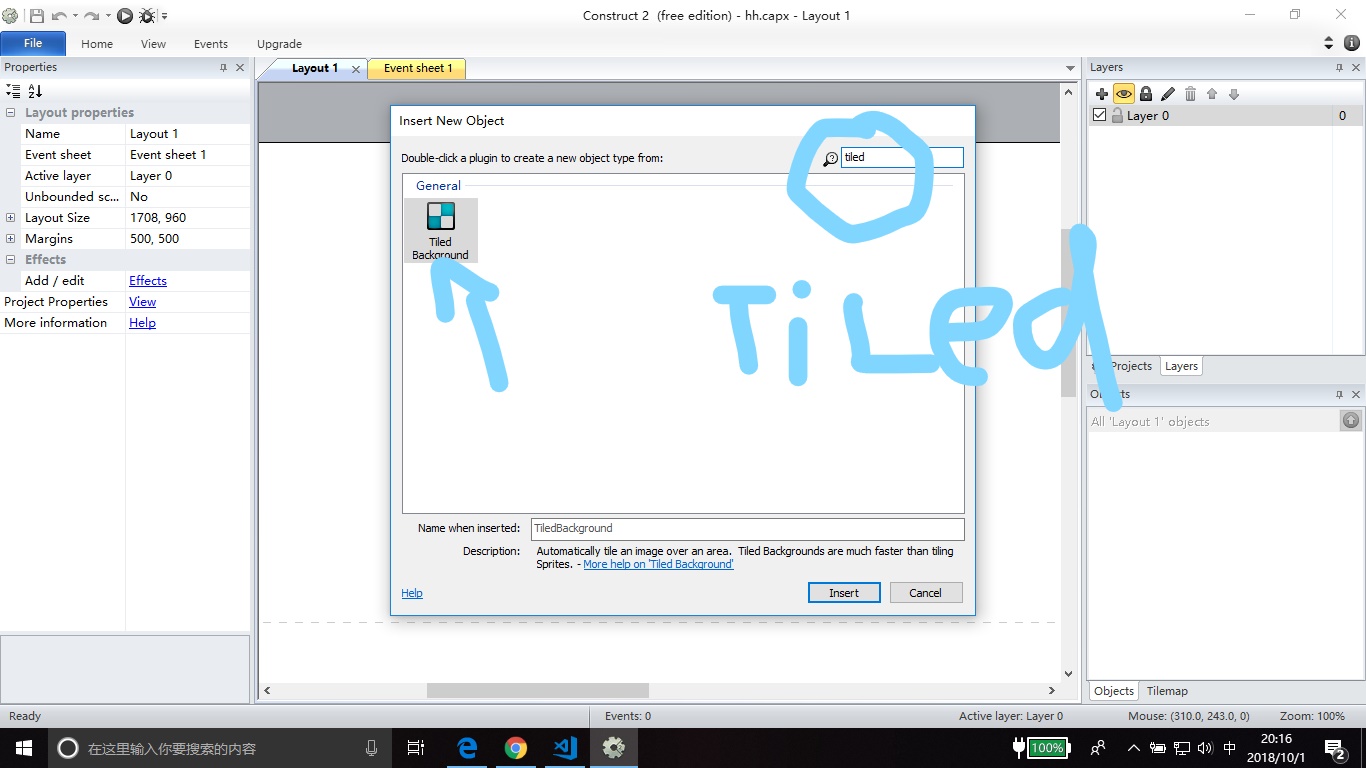 Construct 2  (free edition) - hh.capx - Layout 1
File Home View Events Upgrade
Properties
Layout properties
Name Layout 1
Event sheet Event sheet 1
Active layer Layer 0
Unbounded sc... No
Layout Size 1708, 960
Margins 500, 500
Effects
Add / edit Effects
Project Properties View
More information Help
Layout 1 Event sheet 1
Insert New Object
Double-click a plugin to create a new object type from: tiled
General
Tiled
Background
TiLed
Name when inserted: TiledBackground
Description: Automatically tile an image over an area.  Tiled Backgrounds are much faster than tiling
Sprites. - More help on 'Tiled Background'
Help Insert Cancel
Layers
Layer 0 0
Projects Layers
All 'Layout 1' objects
Objects Tilemap
Ready Events: 0 Active layer: Layer 0 Mouse: (310.0, 243.0, 0) Zoom: 100%
在这里输入你要搜索的内容
100% 中 20:16
2018/10/1 2